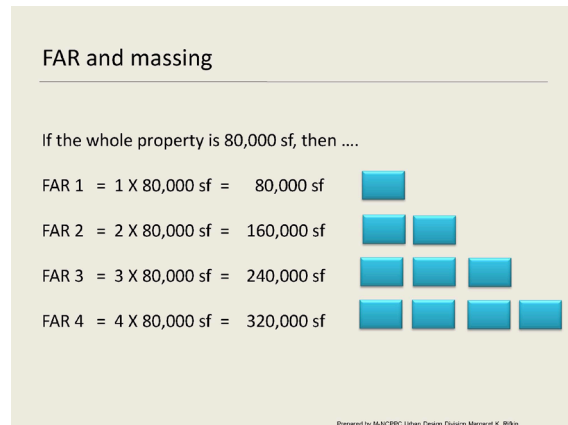 FAR and massing
If the whole property is 80,000 sf, then ....
FAR 1 = 1 X 80,000 sf = 80,000 sf
FAR 2 = 2 X 80,000 sf = 160,000 sf
FAR 3 = 3 X 80,000 sf = 240,000 sf
FAR 4 = 4 X 80,000 sf = 320,000 sf
Prepared by M-NCPPC Urban Design Division Margaret K. Rifkin